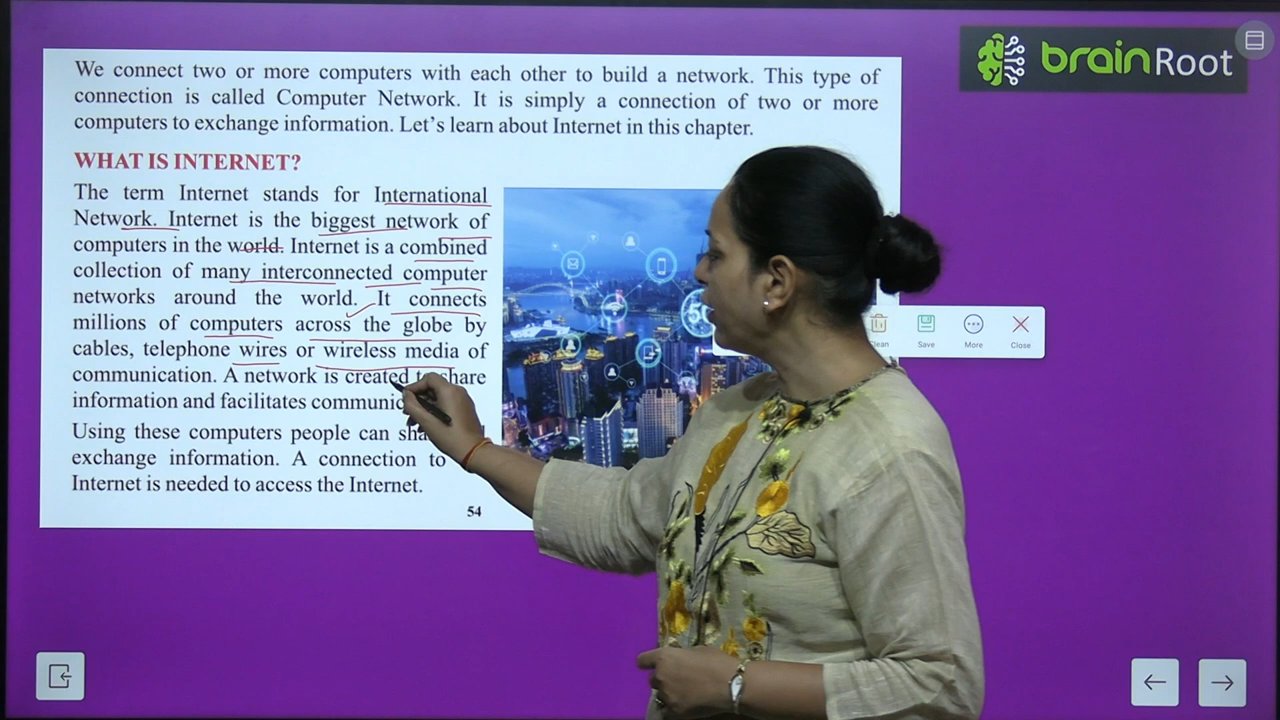 brainRoot
We connect two or more computers with each other to build a network. This type of
connection is called Computer Network. It is simply a connection of two or more
computers to exchange information. Let's learn about Internet in this chapter.
WHAT IS INTERNET?
The term Internet stands for International
Network. Internet is the biggest network of
computers in the world. Internet is a combined
collection of many interconnected computer
networks around the world. It connects
millions of computers across the globe by
cables, telephone wires or wireless media of
communication. A network is created to share
information and facilitates
Using these computers people can
exchange information. A connection to
Internet is needed to access the Internet.
54
Save
More
Close